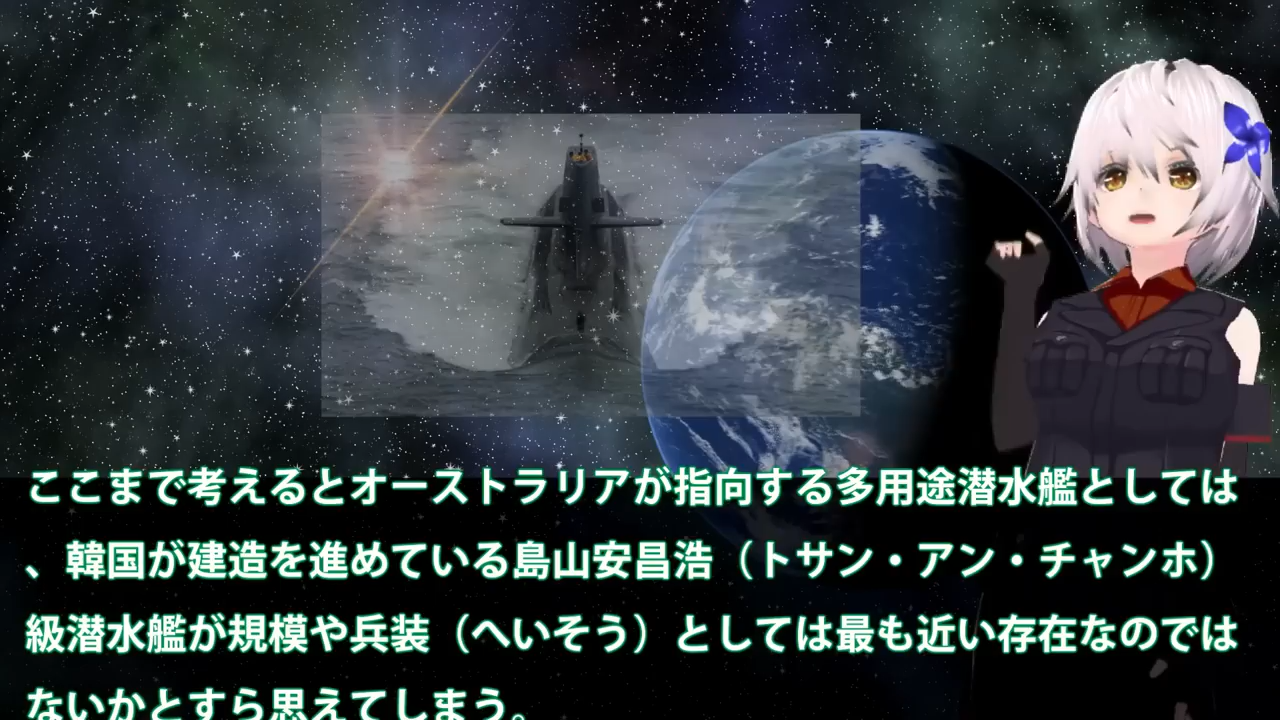 ここまで考えるとオーストラリアが指向する多用途潜水艦としては
、韓国が建造を進めている島山安昌浩（トサン・アン・チャンホ）
級潜水艦が規模や兵装（へいそう）としては最も近い存在なのでは
ないかとすら思えてしまう。